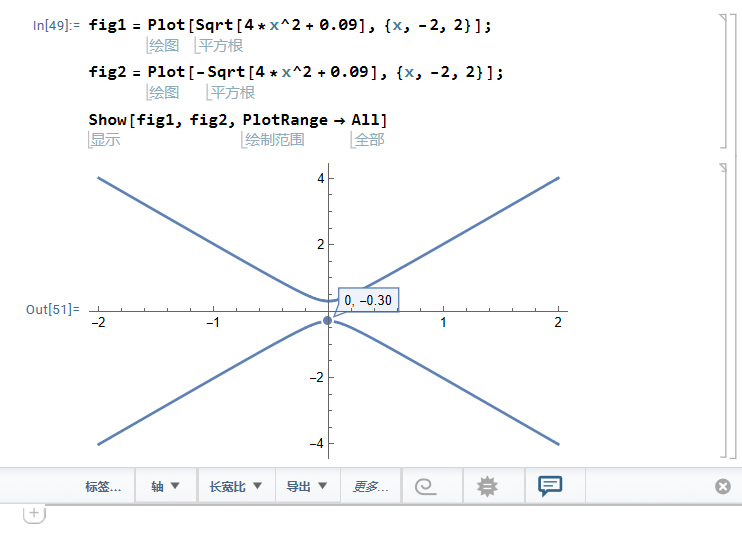 In[49]:= fig1 = Plot[Sqrt[4*x^2+0.09], {x, -2, 2}];
绘图 平方根
fig2 = Plot[-Sqrt[4*x^2+0.09], {x, -2, 2}];
绘图 平方根
Show[fig1, fig2, PlotRange → All]
显示 绘制范围 全部
4
2
0, -0.30
Out[51]=
-2 -1 1 2
-2
-4
标签... 轴 长宽比 导出 更多...